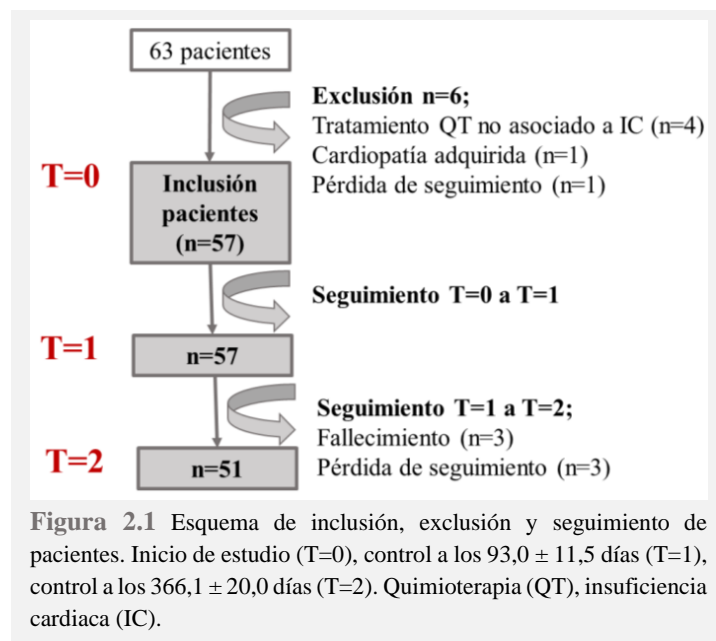 63 pacientes
Exclusión n=6;
Tratamiento QT no asociado a IC (n=4)
Cardiopatía adquirida (n=1)
Pérdida de seguimiento (n=1)
T=0
Inclusión
pacientes
(n=57)
Seguimiento T=0 a T=1
T=1
n=57
Seguimiento T=1 a T=2;
Fallecimiento (n=3)
Pérdida de seguimiento (n=3)
T=2
n=51
Figura 2.1 Esquema de inclusión, exclusión y seguimiento de
pacientes. Inicio de estudio (T=0), control a los 93,0 ± 11,5 días (T=1),
control a los 366,1 ± 20,0 días (T=2). Quimioterapia (QT), insuficiencia
cardiaca (IC).